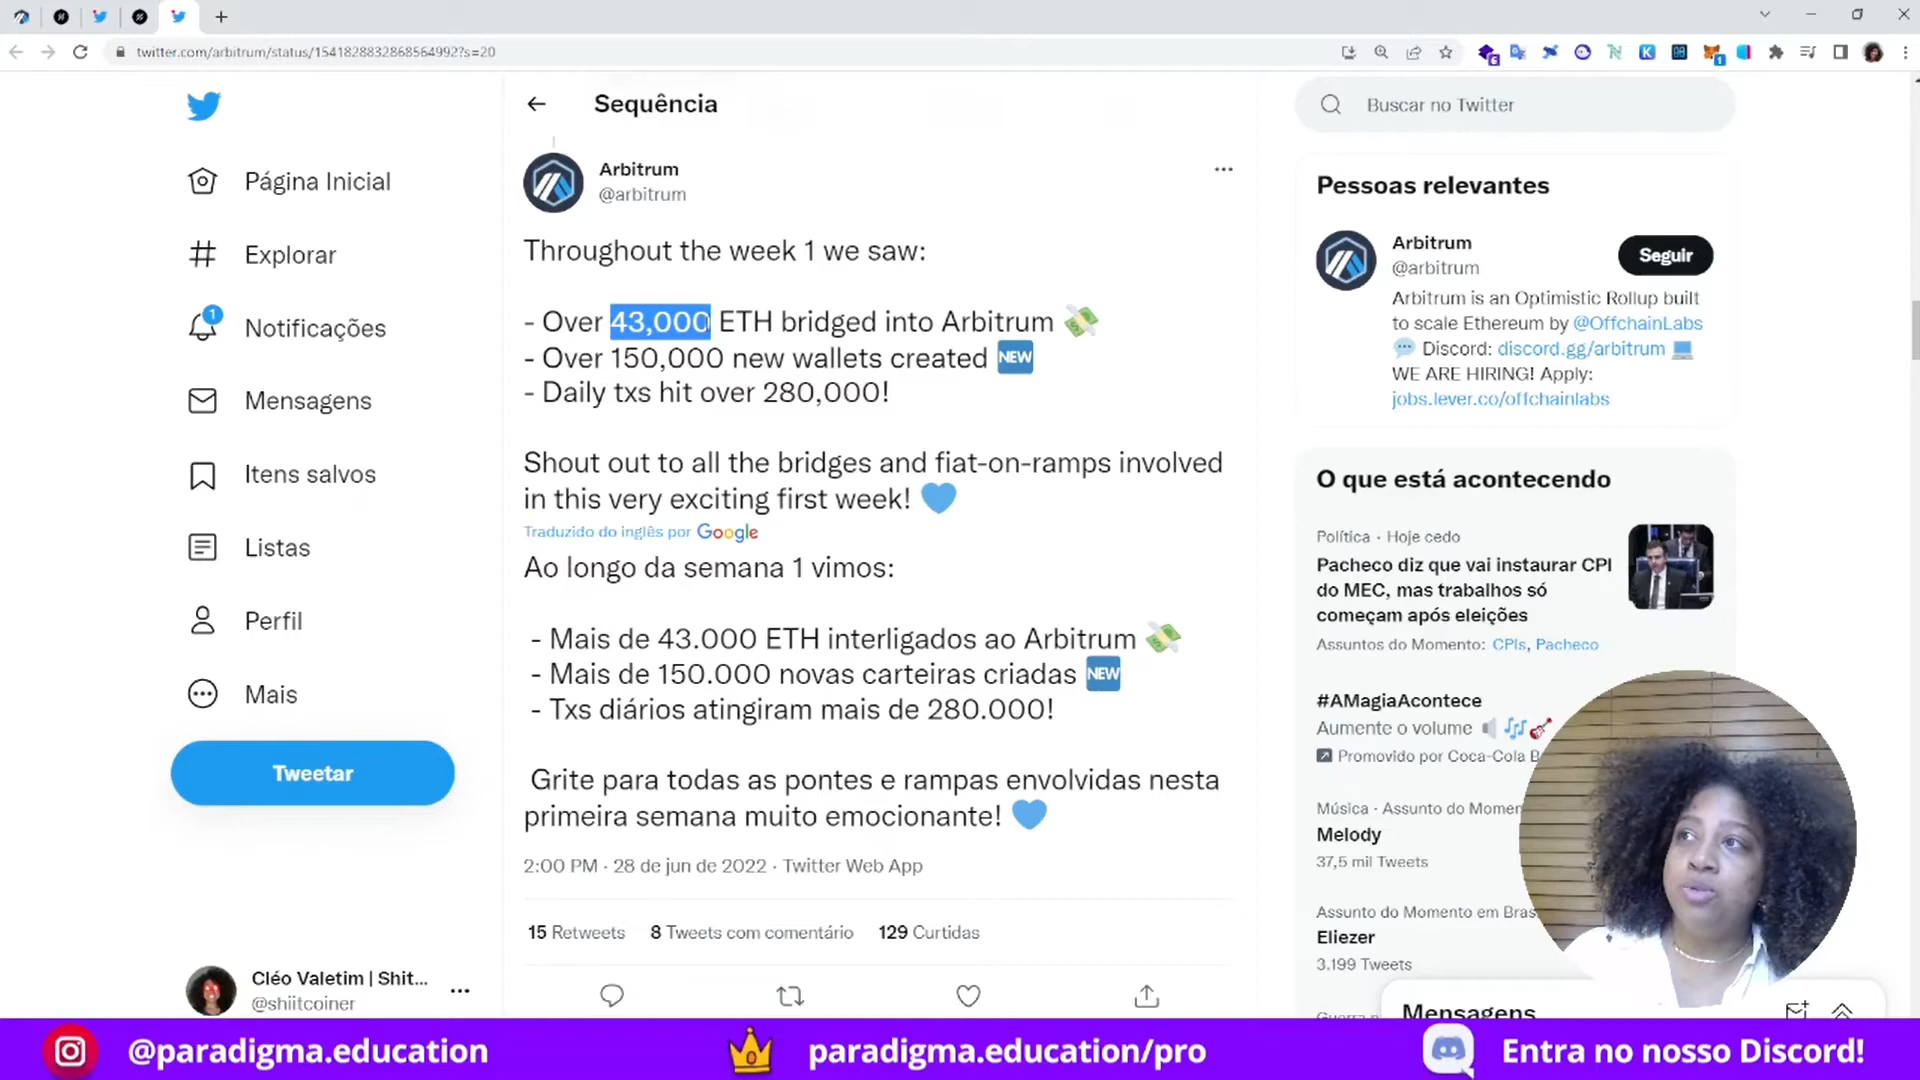 twitter.com/arbitrum/status/1541828832868564992?s=20
6
1
Página Inicial
Explorar
1
Notificações
Mensagens
Itens salvos
Listas
Perfil
Mais
Tweetar
Cléo Valetim | Shit...
@shiitcoiner
Sequência
Arbitrum
@arbitrum
Throughout the week 1 we saw:
- Over 43,000 ETH bridged into Arbitrum
- Over 150,000 new wallets created NEW
- Daily txs hit over 280,000!
Shout out to all the bridges and fiat-on-ramps involved
in this very exciting first week!
Traduzido do inglês por Google
Ao longo da semana 1 vimos:
- Mais de 43.000 ETH interligados ao Arbitrum
- Mais de 150.000 novas carteiras criadas NEW
- Txs diários atingiram mais de 280.000!
Grite para todas as pontes e rampas envolvidas nesta
primeira semana muito emocionante!
2:00 PM · 28 de jun de 2022 · Twitter Web App
15 Retweets 8 Tweets com comentário 129 Curtidas
Buscar no Twitter
Pessoas relevantes
Arbitrum
@arbitrum
Seguir
Arbitrum is an Optimistic Rollup built
to scale Ethereum by @OffchainLabs
Discord: discord.gg/arbitrum
WE ARE HIRING! Apply:
jobs.lever.co/offchainlabs
O que está acontecendo
Política · Hoje cedo
Pacheco diz que vai instaurar CPI
do MEC, mas trabalhos só
começam após eleições
Assuntos do Momento: CPIs, Pacheco
#AMagiaAcontece
Aumente o volume
Promovido por Coca-Cola B
Música · Assunto do Momen
Melody
37,5 mil Tweets
Assunto do Momento em Bras
Eliezer
3.199 Tweets
Mensagens
@paradigma.education
paradigma.education/pro
Entra no nosso Discord!